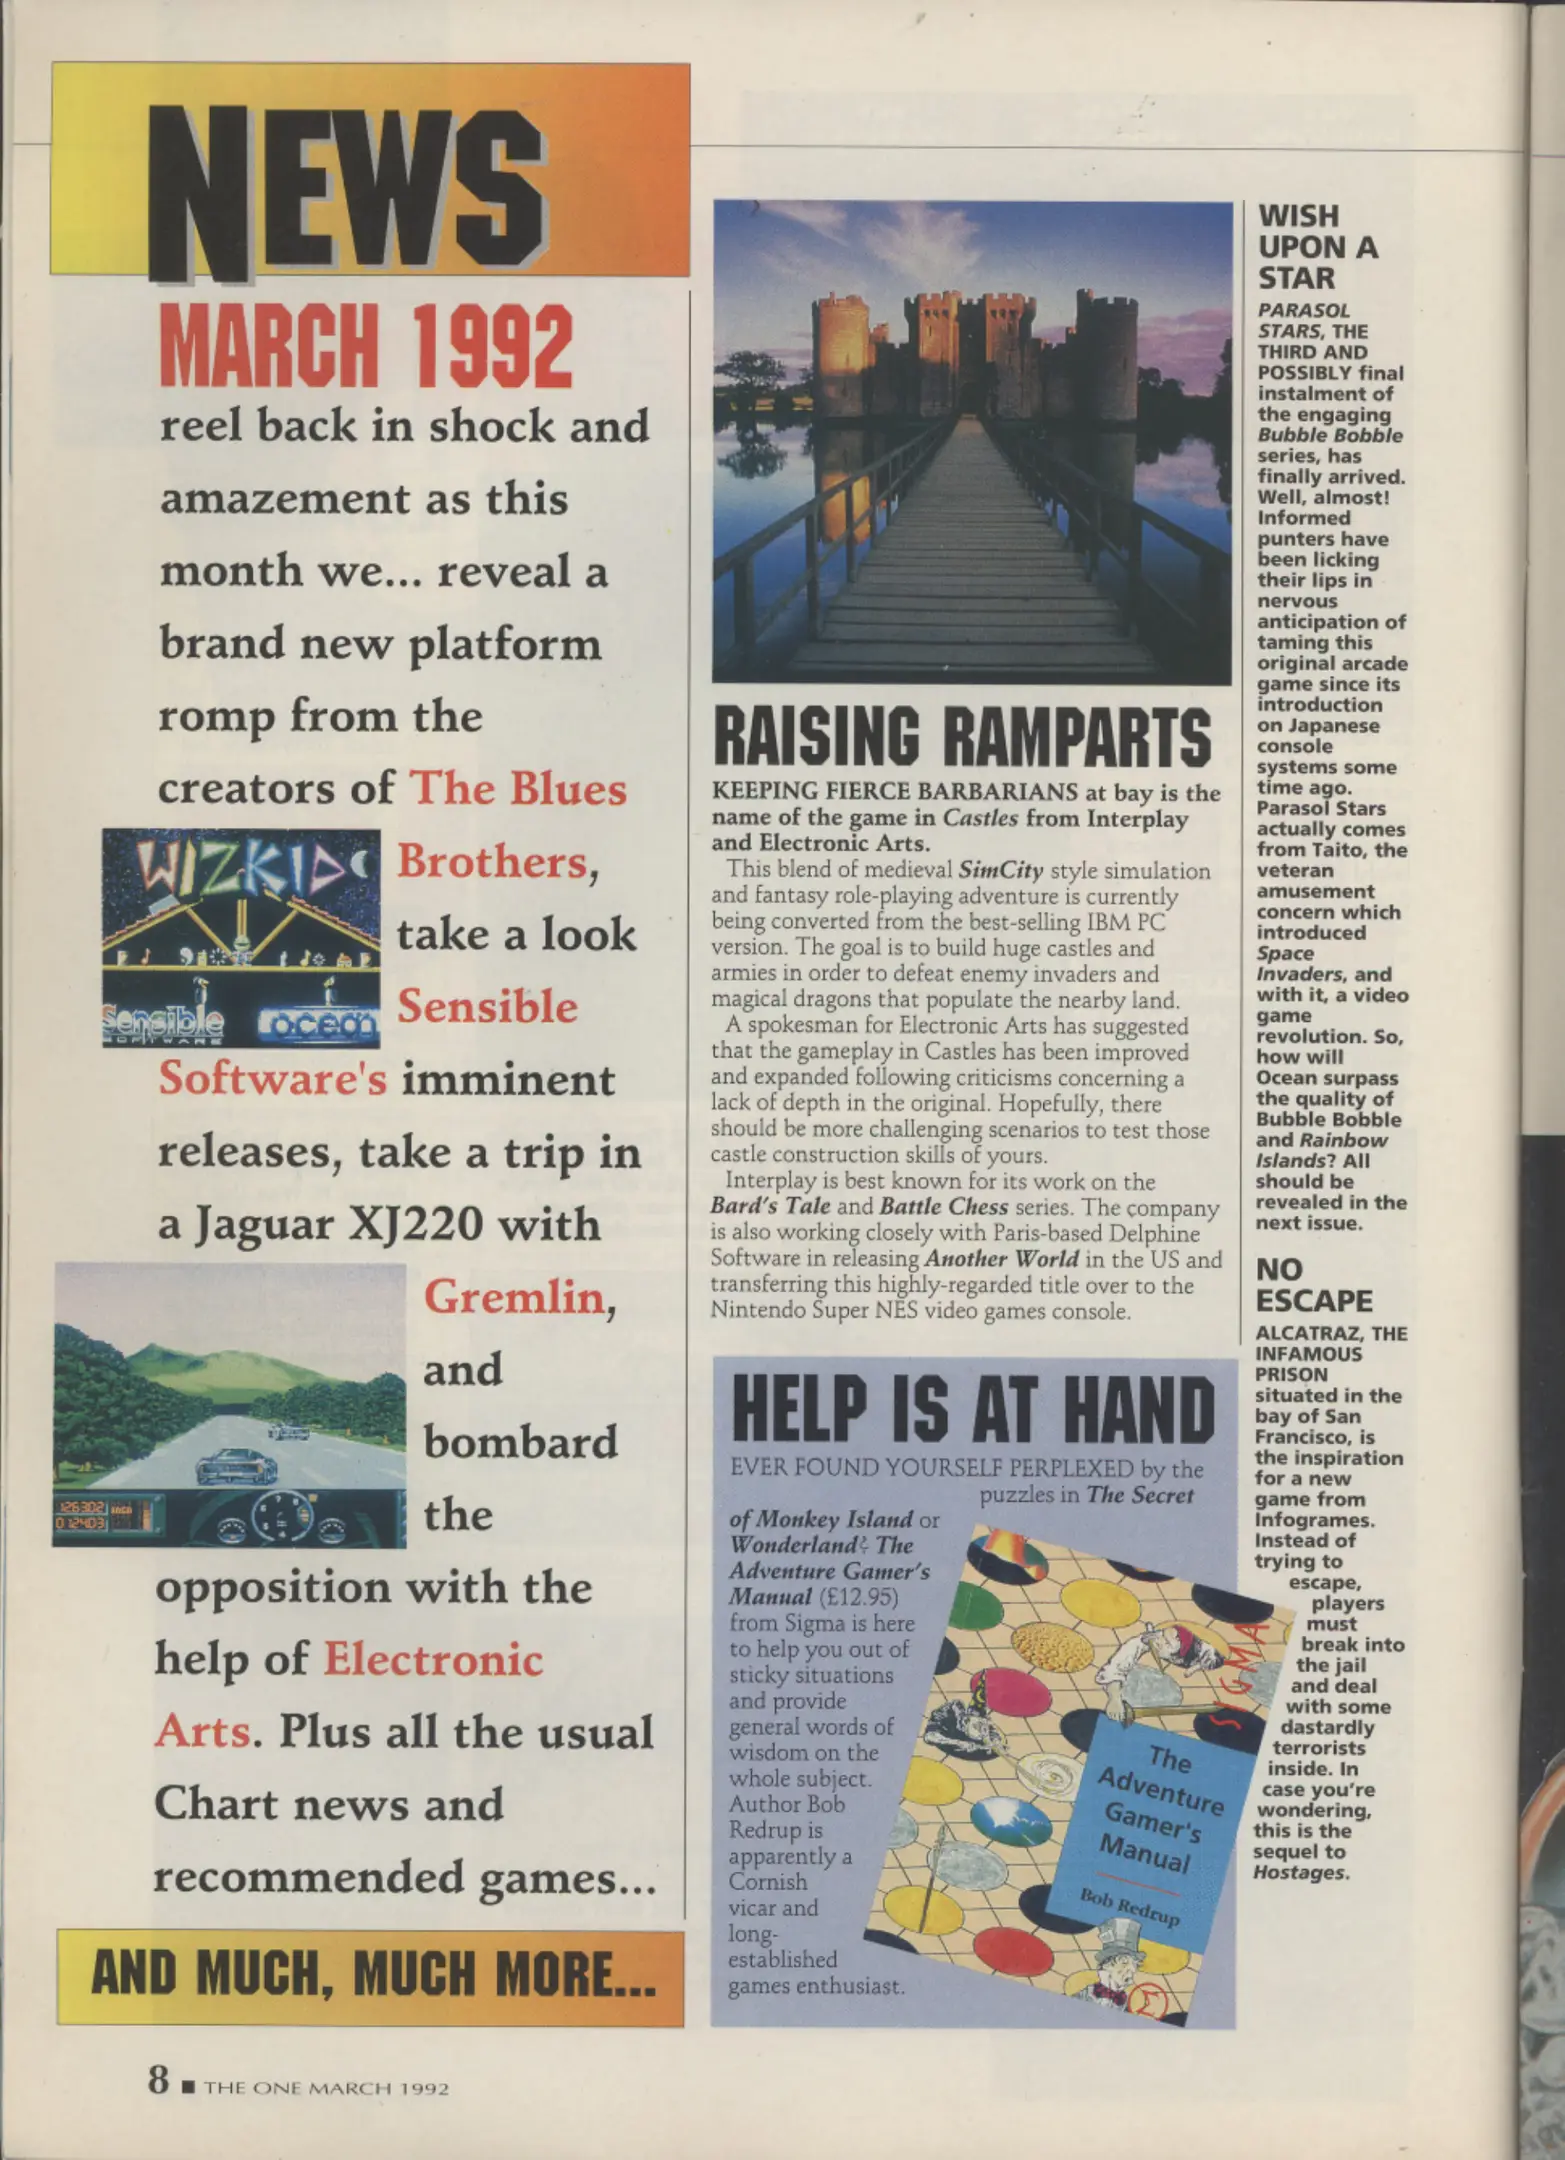 NEWS
MARCH 1992
reel back in shock and
amazement as this
month we... reveal a
brand new platform
romp from the
creators of The Blues
Brothers,
take a look
Sensible
Software's imminent
releases, take a trip in
a Jaguar XJ220 with
Gremlin,
and
bombard
the
opposition with the
help of Electronic
Arts. Plus all the usual
Chart news and
recommended games...
AND MUCH, MUCH MORE...
WIZKID
Sensible
SOFTWARE
ocean
126302
012403
RAISING RAMPARTS
KEEPING FIERCE BARBARIANS at bay is the
name of the game in Castles from Interplay
and Electronic Arts.
This blend of medieval SimCity style simulation
and fantasy role-playing adventure is currently
being converted from the best-selling IBM PC
version. The goal is to build huge castles and
armies in order to defeat enemy invaders and
magical dragons that populate the nearby land.
A spokesman for Electronic Arts has suggested
that the gameplay in Castles has been improved
and expanded following criticisms concerning a
lack of depth in the original. Hopefully, there
should be more challenging scenarios to test those
castle construction skills of yours.
Interplay is best known for its work on the
Bard's Tale and Battle Chess series. The company
is also working closely with Paris-based Delphine
Software in releasing Another World in the US and
transferring this highly-regarded title over to the
Nintendo Super NES video games console.
HELP IS AT HAND
EVER FOUND YOURSELF PERPLEXED by the
puzzles in The Secret
of Monkey Island or
Wonderland? The
Adventure Gamer's
Manual (£12.95)
from Sigma is here
to help you out of
sticky situations
and provide
general words of
wisdom on the
whole subject.
Author Bob
Redrup is
apparently a
Cornish
vicar and
long-
established
games enthusiast.
SIGMA
The
Adventure
Gamer's
Manual
Bob Redrup
WISH
UPON A
STAR
PARASOL
STARS, THE
THIRD AND
POSSIBLY final
instalment of
the engaging
Bubble Bobble
series, has
finally arrived.
Well, almost!
Informed
punters have
been licking
their lips in
nervous
anticipation of
taming this
original arcade
game since its
introduction
on Japanese
console
systems some
time ago.
Parasol Stars
actually comes
from Taito, the
veteran
amusement
concern which
introduced
Space
Invaders, and
with it, a video
game
revolution. So,
how will
Ocean surpass
the quality of
Bubble Bobble
and Rainbow
Islands? All
should be
revealed in the
next issue.
NO
ESCAPE
ALCATRAZ, THE
INFAMOUS
PRISON
situated in the
bay of San
Francisco, is
the inspiration
for a new
game from
Infogrames.
Instead of
trying to
escape,
players
must
break into
the jail
and deal
with some
dastardly
terrorists
inside. In
case you're
wondering,
this is the
sequel to
Hostages.
8 ■ THE ONE MARCH 1992